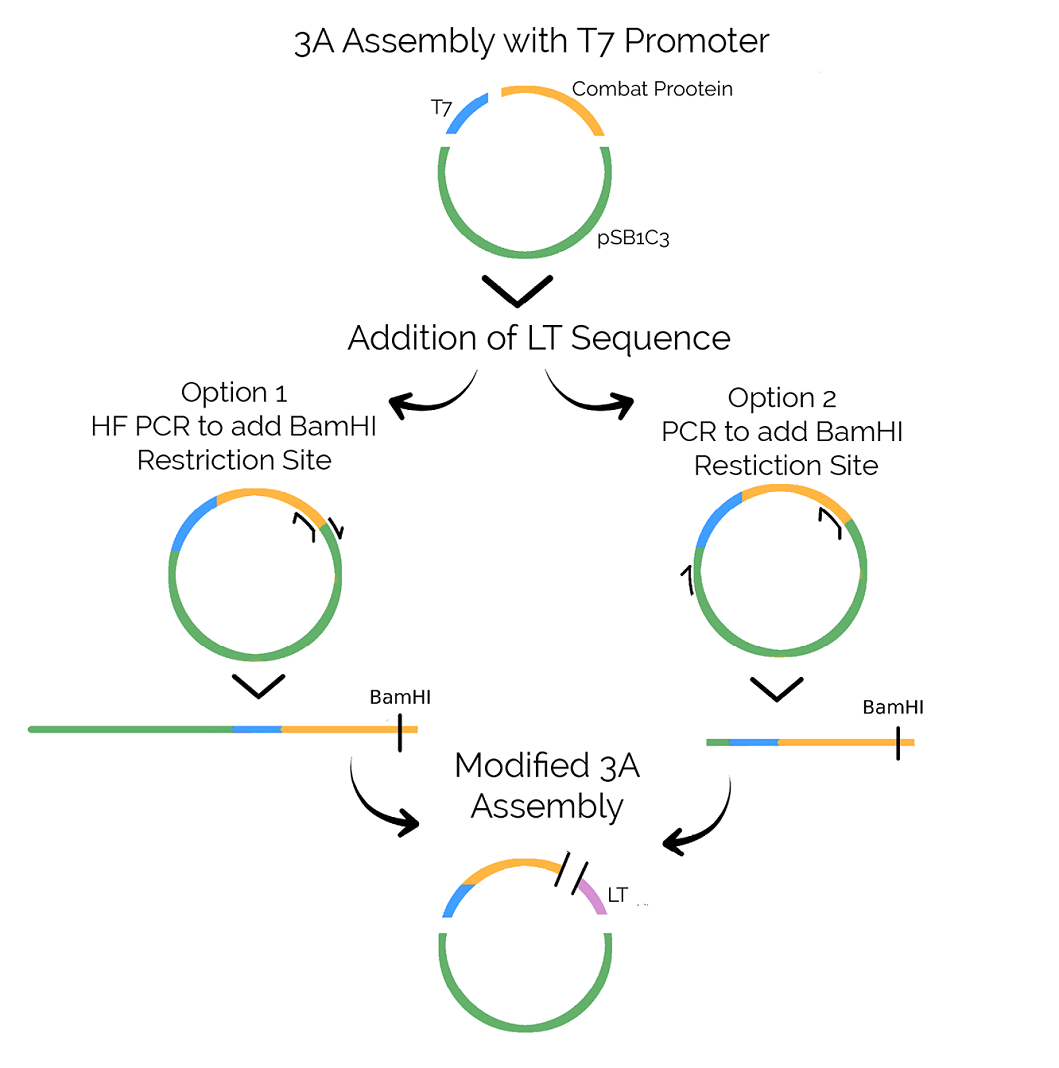 3A Assembly with T7 Promoter
T7
Combat Prootein
pSB1C3
Addition of LT Sequence
Option 1
HF PCR to add BamHI
Restriction Site
Option 2
PCR to add BamHI
Restiction Site
BamHI
BamHI
Modified 3A
Assembly
LT